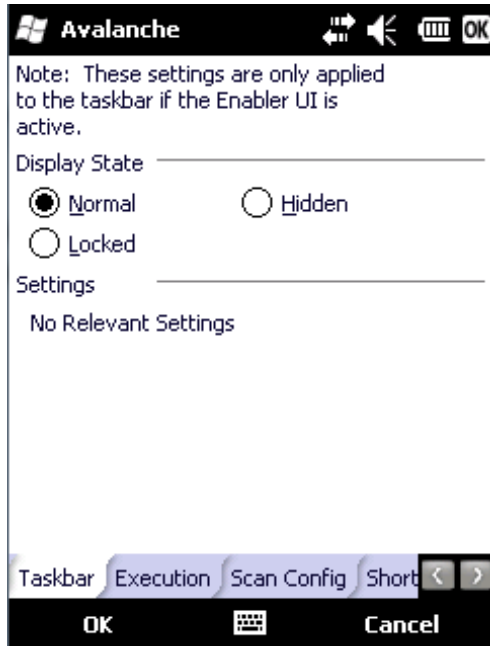 Avalanche
OK
Note: These settings are only applied
to the taskbar if the Enabler UI is
active.
Display State
Normal
Hidden
Locked
Settings
No Relevant Settings
Taskbar
Execution
Scan Config
Short
OK
Cancel